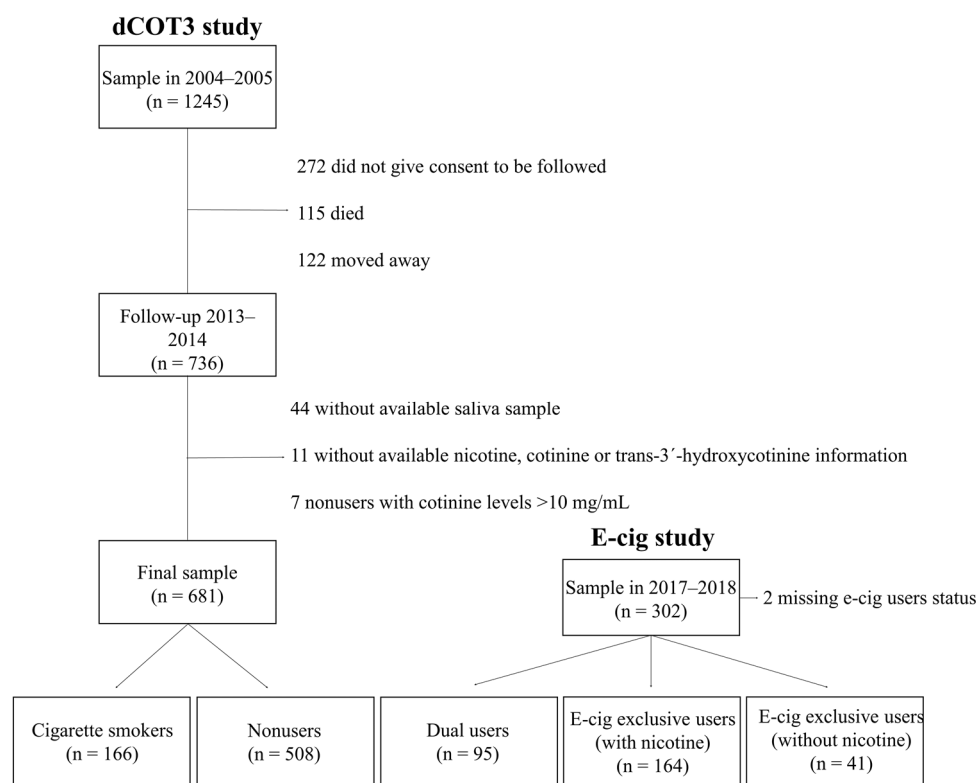 dCOT3 study
Sample in 2004–2005
(n = 1245)
272 did not give consent to be followed
115 died
122 moved away
Follow-up 2013–
2014
(n = 736)
44 without available saliva sample
11 without available nicotine, cotinine or trans-3´-hydroxycotinine information
7 nonusers with cotinine levels >10 mg/mL
Final sample
(n = 681)
E-cig study
Sample in 2017–2018
(n = 302)
2 missing e-cig users status
Cigarette smokers
(n = 166)
Nonusers
(n = 508)
Dual users
(n = 95)
E-cig exclusive users
(with nicotine)
(n = 164)
E-cig exclusive users
(without nicotine)
(n = 41)